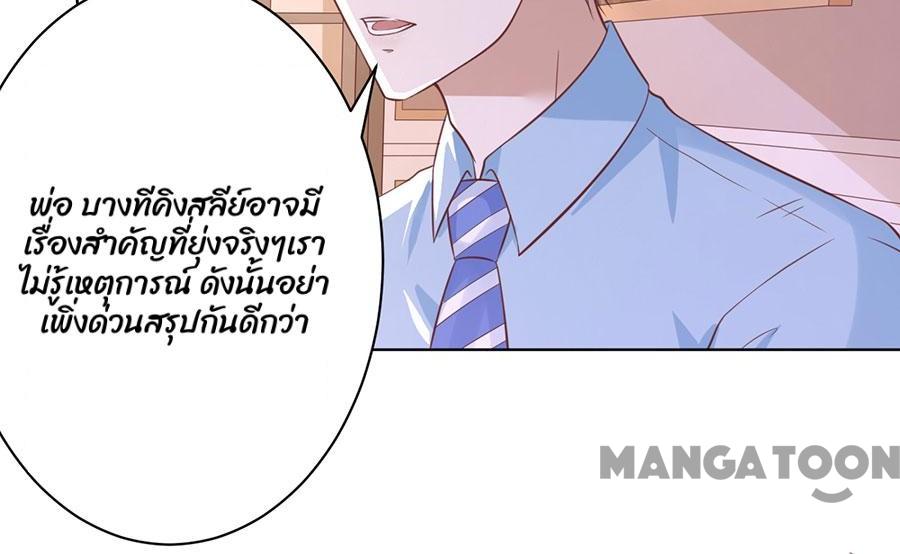 พ่อ บางทีคิงสลีย์อาจมี
เรื่องสำคัญที่ยุ่งจริงๆเรา
ไม่รู้เหตุการณ์ ดังนั้นอย่า
เพิ่งด่วนสรุปกันดีกว่า
MANGATOON